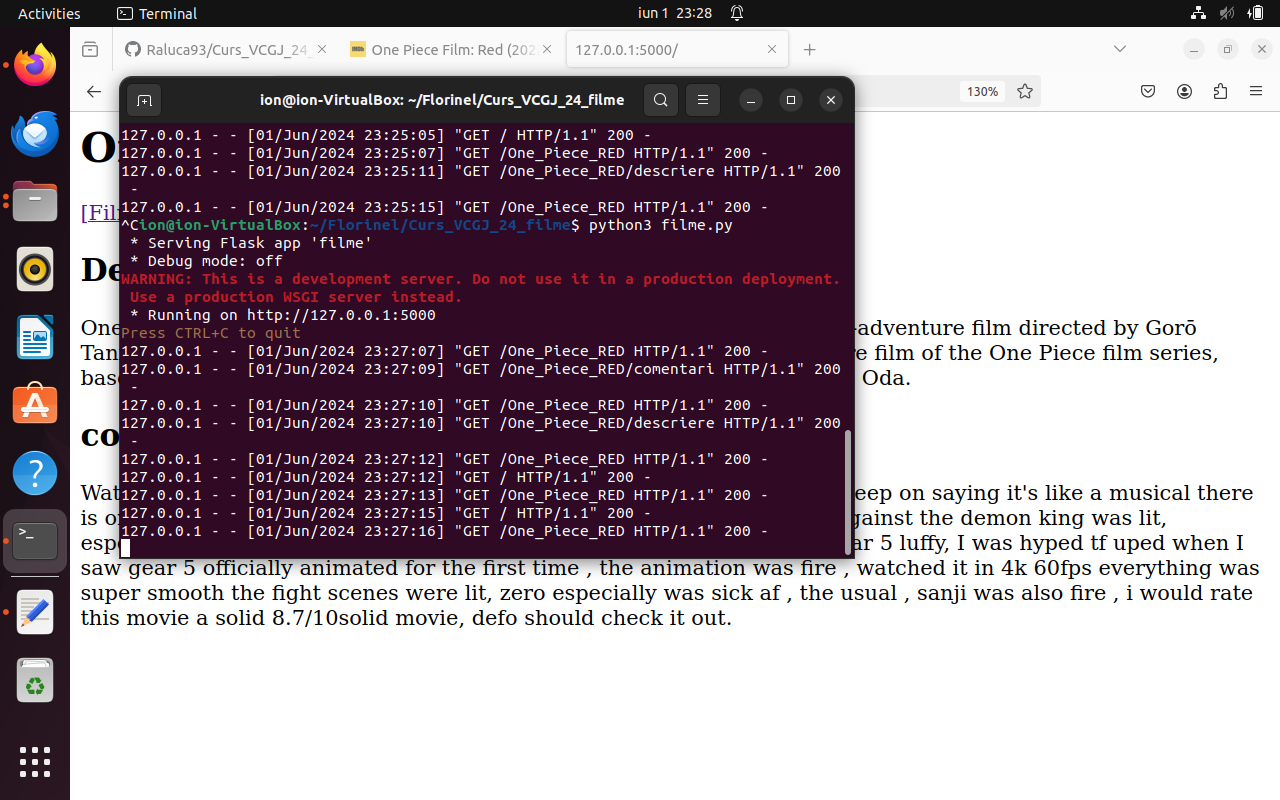 Activities Terminal iun 1 23:28
Raluca93/Curs_VCGJ_24_ One Piece Film: Red (202 127.0.0.1:5000/
130%
ion@ion-VirtualBox: ~/Florinel/Curs_VCGJ_24_filme
127.0.0.1 - - [01/Jun/2024 23:25:05] "GET / HTTP/1.1" 200 -
127.0.0.1 - - [01/Jun/2024 23:25:07] "GET /One_Piece_RED HTTP/1.1" 200 -
127.0.0.1 - - [01/Jun/2024 23:25:11] "GET /One_Piece_RED/descriere HTTP/1.1" 200
-
127.0.0.1 - - [01/Jun/2024 23:25:15] "GET /One_Piece_RED HTTP/1.1" 200 -
^Cion@ion-VirtualBox:~/Florinel/Curs_VCGJ_24_filme$ python3 filme.py
* Serving Flask app 'filme'
* Debug mode: off
WARNING: This is a development server. Do not use it in a production deployment.
Use a production WSGI server instead.
* Running on http://127.0.0.1:5000
Press CTRL+C to quit
127.0.0.1 - - [01/Jun/2024 23:27:07] "GET /One_Piece_RED HTTP/1.1" 200 -
127.0.0.1 - - [01/Jun/2024 23:27:09] "GET /One_Piece_RED/comentari HTTP/1.1" 200
-
127.0.0.1 - - [01/Jun/2024 23:27:10] "GET /One_Piece_RED HTTP/1.1" 200 -
127.0.0.1 - - [01/Jun/2024 23:27:10] "GET /One_Piece_RED/descriere HTTP/1.1" 200
-
127.0.0.1 - - [01/Jun/2024 23:27:12] "GET /One_Piece_RED HTTP/1.1" 200 -
127.0.0.1 - - [01/Jun/2024 23:27:12] "GET / HTTP/1.1" 200 -
127.0.0.1 - - [01/Jun/2024 23:27:13] "GET /One_Piece_RED HTTP/1.1" 200 -
127.0.0.1 - - [01/Jun/2024 23:27:15] "GET / HTTP/1.1" 200 -
127.0.0.1 - - [01/Jun/2024 23:27:16] "GET /One_Piece_RED HTTP/1.1" 200 -
[Fil
De
One -adventure film directed by Gorō
Tan re film of the One Piece film series,
bas Oda.
co
Wat eep on saying it's like a musical there
is o gainst the demon king was lit,
esp ar 5 luffy, I was hyped tf uped when I
saw gear 5 officially animated for the first time , the animation was fire , watched it in 4k 60fps everything was
super smooth the fight scenes were lit, zero especially was sick af , the usual , sanji was also fire , i would rate
this movie a solid 8.7/10solid movie, defo should check it out.